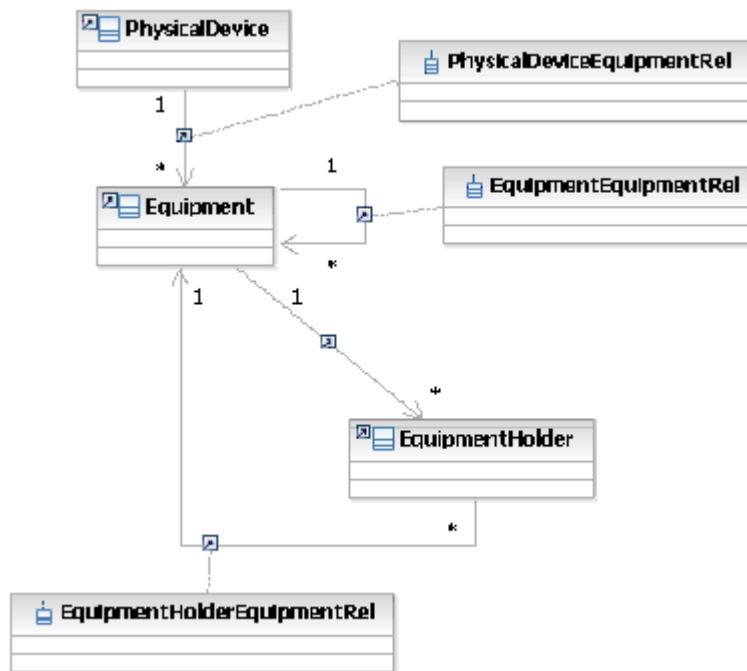 PhysicalDevice
PhysicalDeviceEquipmentRel
1
*
1
EquipmentEquipmentRel
Equipment
*
1
1
*
EquipmentHolder
*
EquipmentHolderEquipmentRel